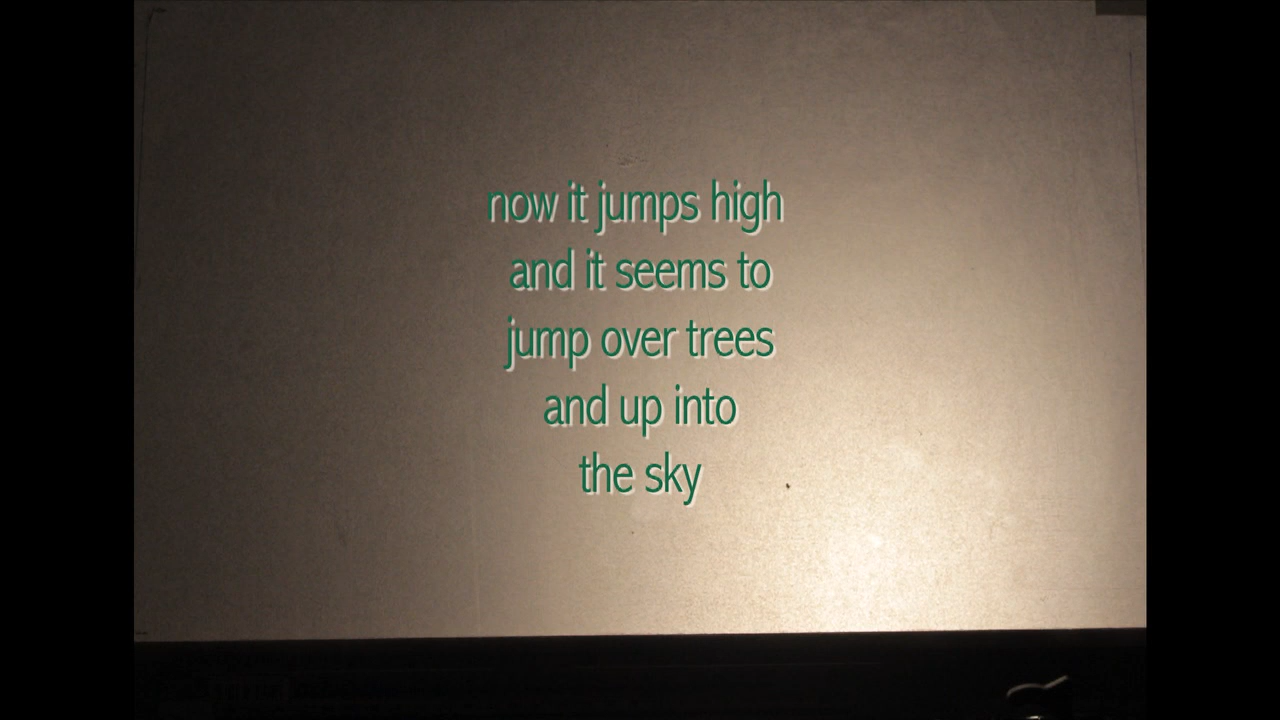 now it jumps high
and it seems to
jump over trees
and up into
the sky